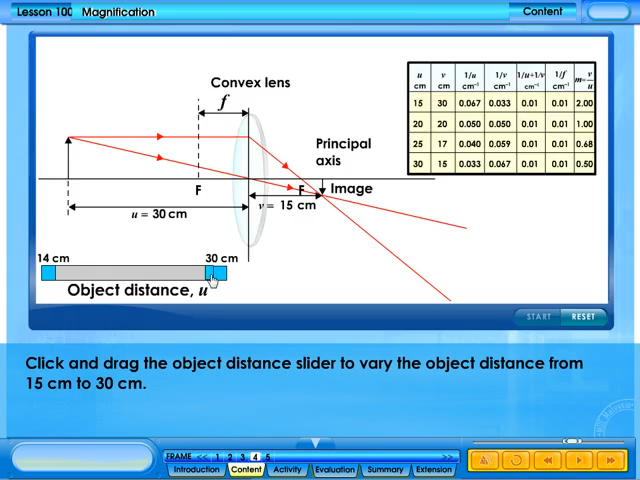 Lesson 100 Magnification
Content
Convex lens
f
Principal
axis
Image
F
F
u = 30 cm
v = 15 cm
14 cm
30 cm
Object distance, u
u v 1/u 1/v 1/u+1/v 1/f m=v/u
cm cm cm⁻¹ cm⁻¹ cm⁻¹ cm⁻¹
15 30 0.067 0.033 0.01 0.01 2.00
20 20 0.050 0.050 0.01 0.01 1.00
25 17 0.040 0.059 0.01 0.01 0.68
30 15 0.033 0.067 0.01 0.01 0.50
START RESET
Click and drag the object distance slider to vary the object distance from
15 cm to 30 cm.
FRAME << 1 2 3 4 5 >>
Introduction Content Activity Evaluation Summary Extension